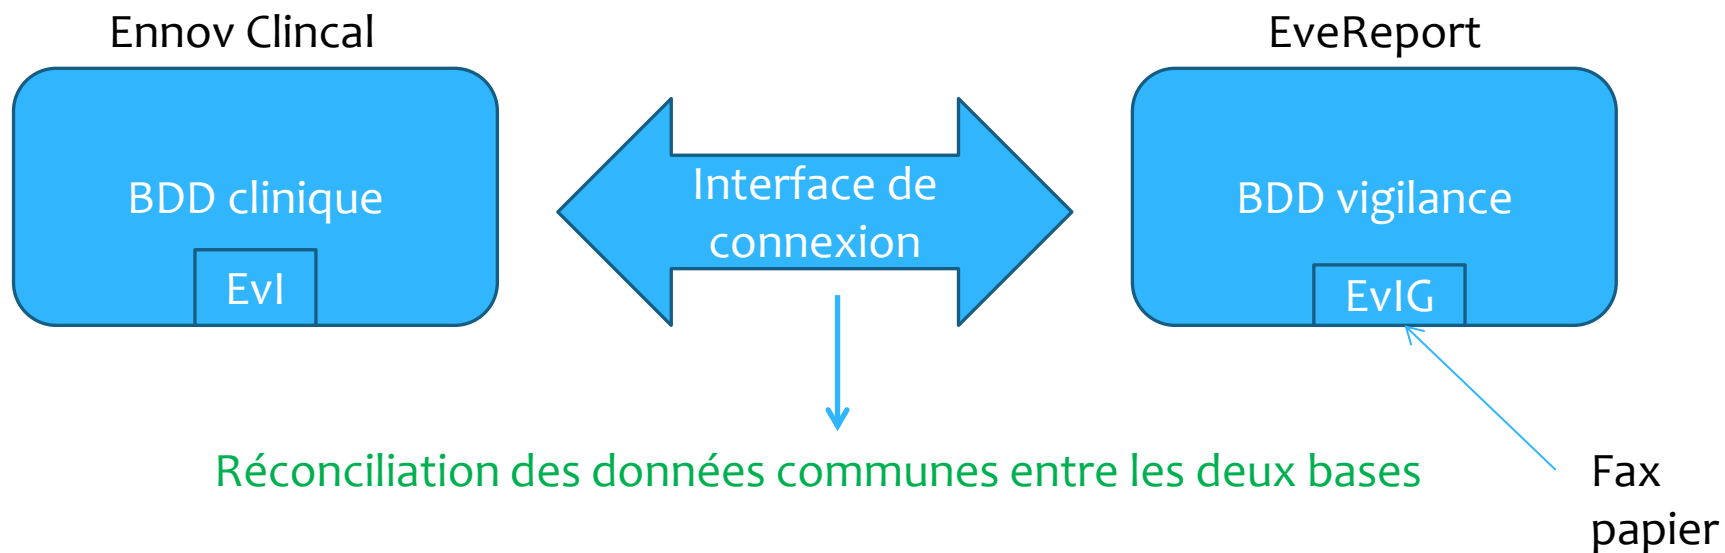 Ennov Clincal
EveReport
BDD clinique
EvI
Interface de
connexion
BDD vigilance
EvIG
Réconciliation des données communes entre les deux bases
Fax
papier